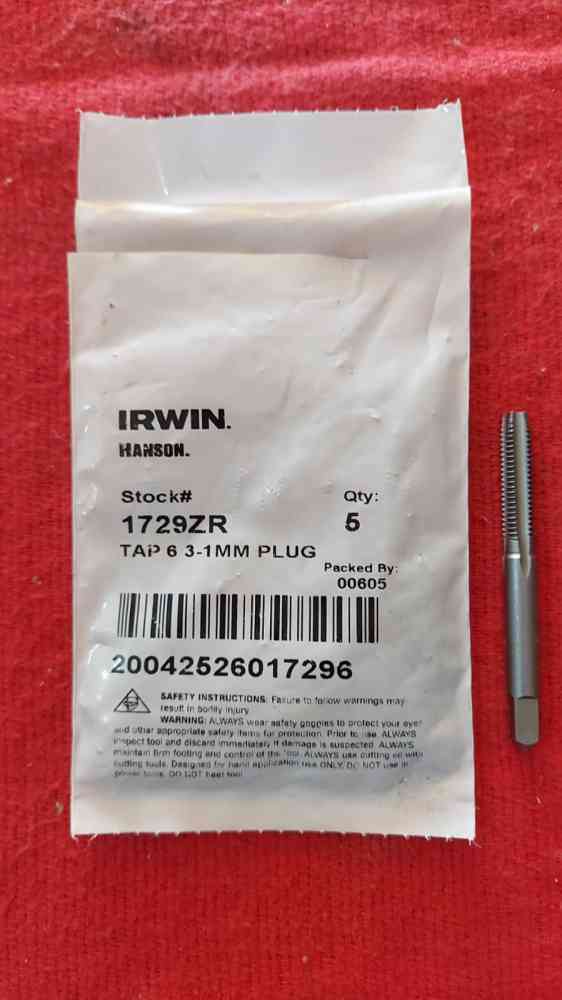 IRWIN.
HANSON.
Stock#
Qty:
1729ZR
5
TAP 6 3-1MM PLUG
Packed By:
00605
20042526017296
SAFETY INSTRUCTIONS: Failure to follow warnings may
result in bodily injury
WARNING: ALWAYS wear safety goggles to protect your eyes
and other appropriate safety items for protection. Prior to use, ALWAYS
inspect tool and discard immediately if damage is suspected. ALWAYS
maintain firm footing and control of the tool. ALWAYS use cutting oil with
cutting tools. Designed for hand application use ONLY. DO NOT use in
power tools. DO NOT heat tool